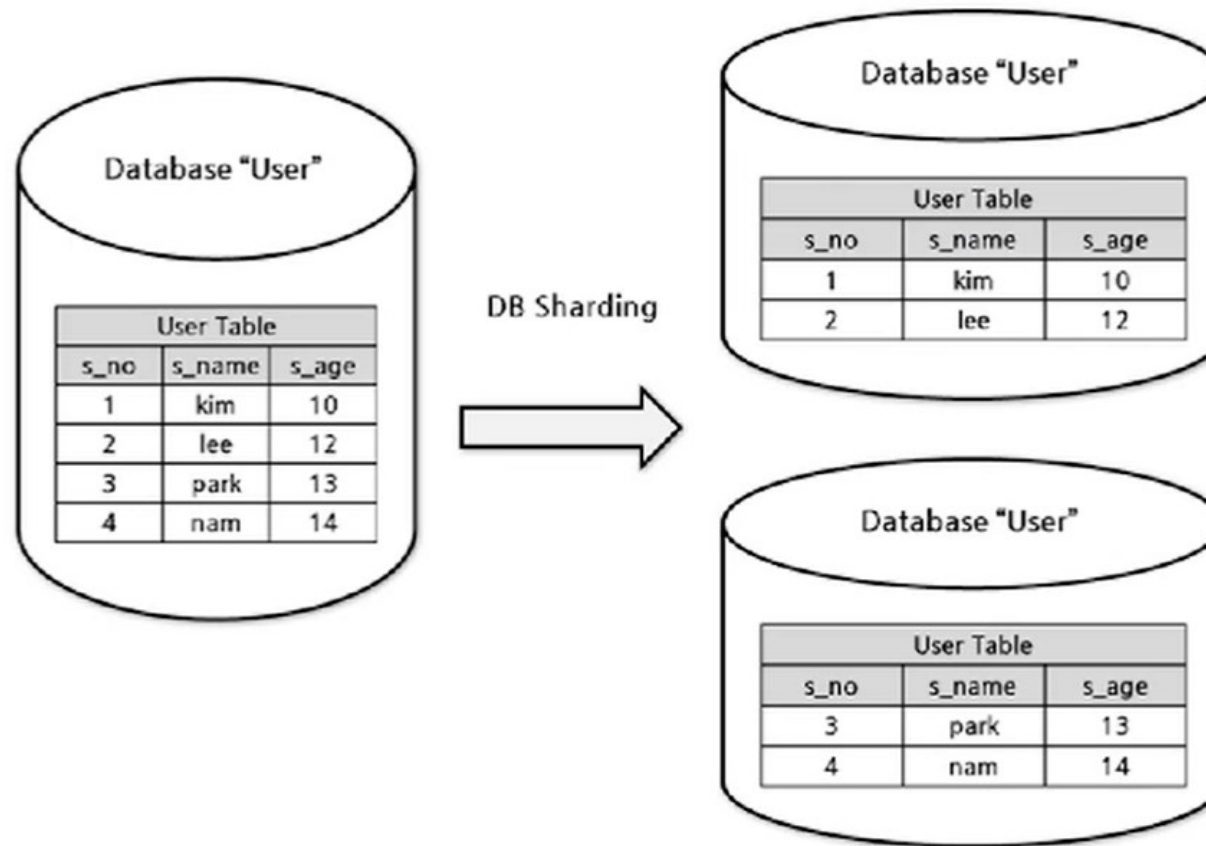 Database “User”
User Table
s_no s_name s_age
1 kim 10
2 lee 12
3 park 13
4 nam 14
DB Sharding
Database “User”
User Table
s_no s_name s_age
1 kim 10
2 lee 12
Database “User”
User Table
s_no s_name s_age
3 park 13
4 nam 14